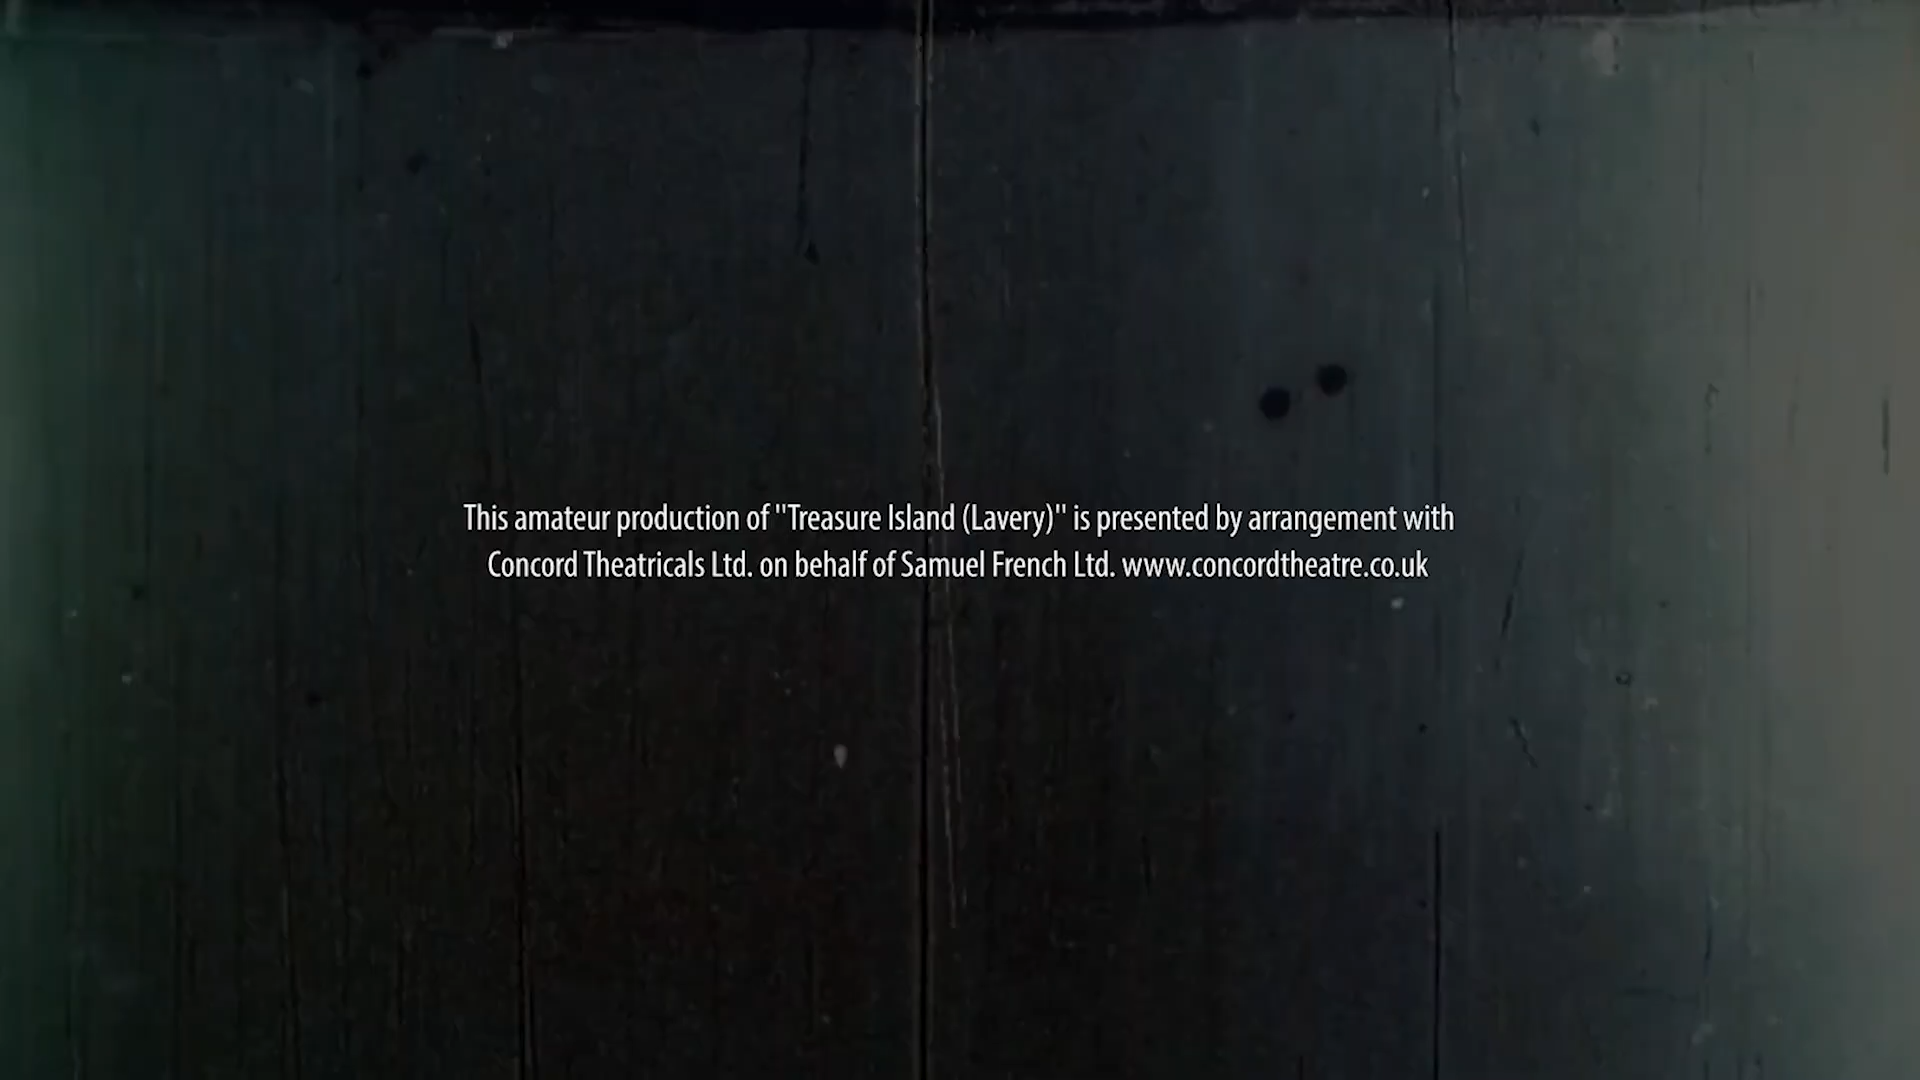 This amateur production of "Treasure Island (Lavery)" is presented by arrangement with
Concord Theatricals Ltd. on behalf of Samuel French Ltd. www.concordtheatre.co.uk